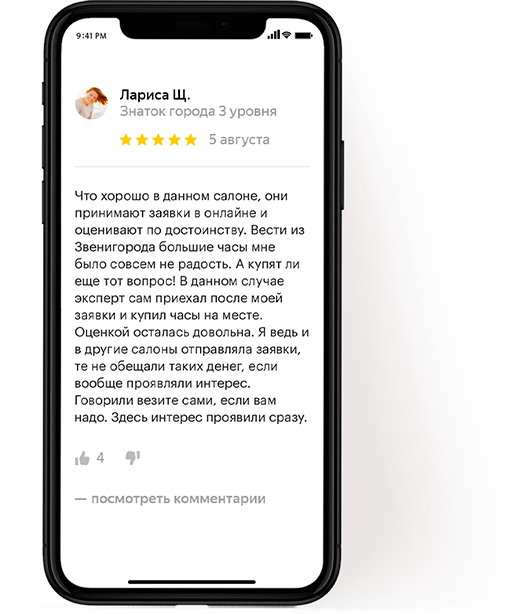 9:41 PM
Лариса Щ.
Знаток города 3 уровня
5 августа
Что хорошо в данном салоне, они
принимают заявки в онлайне и
оценивают по достоинству. Вести из
Звенигорода большие часы мне
было совсем не радость. А купят ли
еще тот вопрос! В данном случае
эксперт сам приехал после моей
заявки и купил часы на месте.
Оценкой осталась довольна. Я ведь и
в другие салоны отправляла заявки,
те не обещали таких денег, если
вообще проявляли интерес.
Говорили везите сами, если вам
надо. Здесь интерес проявили сразу.
4
— посмотреть комментарии